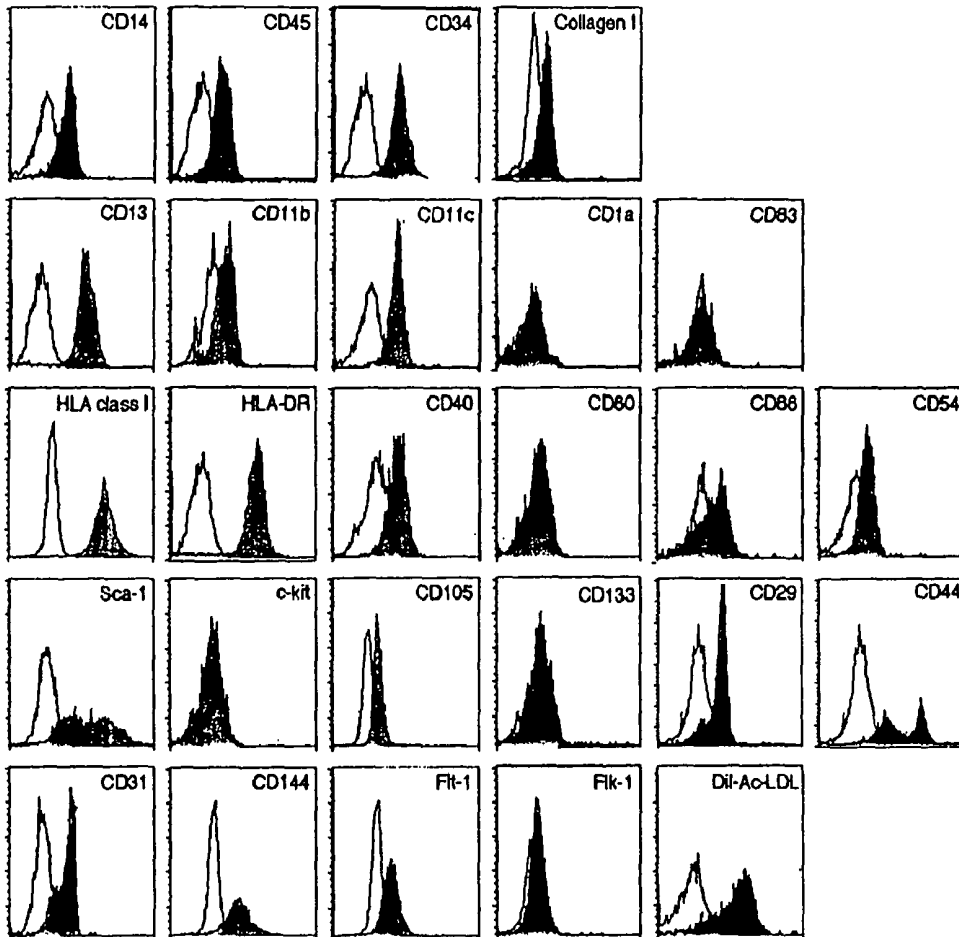 CD14
CD45
CD34
Collagen I
CD13
CD11b
CD11c
CD1a
CD83
HLA class I
HLA-DR
CD40
CD80
CD86
CD54
Sca-1
c-kit
CD105
CD133
CD29
CD44
CD31
CD144
Flt-1
Flk-1
Dil-Ac-LDL